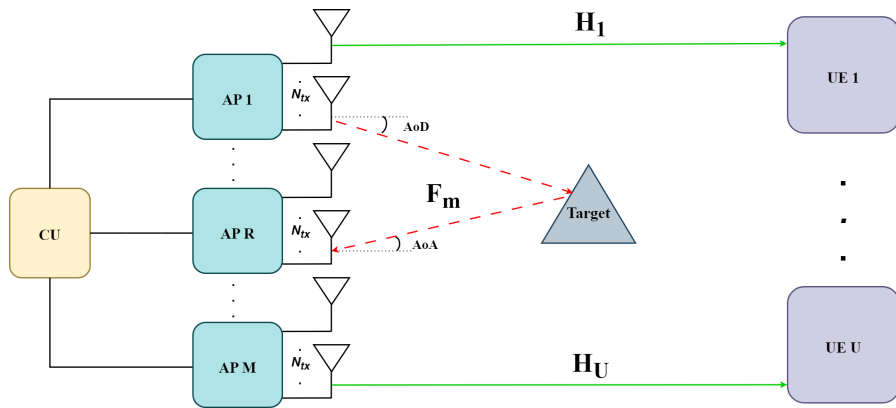 H1
AP 1
Ntx
UE 1
AoD
CU
AP R
Ntx
Fm
Target
AoA
AP M
Ntx
HU
UE U